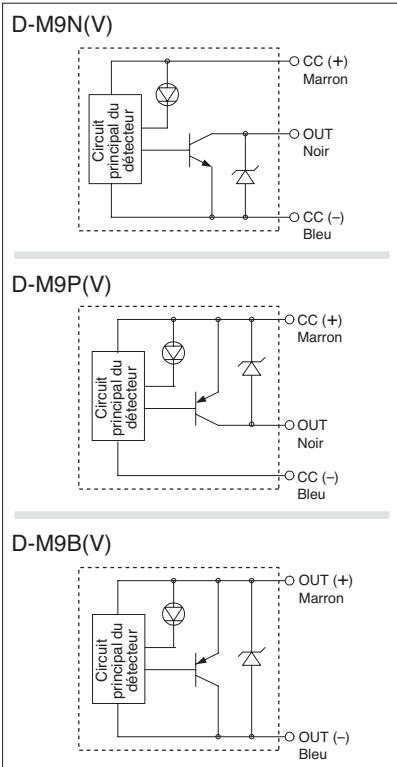 D-M9N(V)
Circuit
principal du
détecteur
CC (+)
Marron
OUT
Noir
CC (–)
Bleu
D-M9P(V)
Circuit
principal du
détecteur
CC (+)
Marron
OUT
Noir
CC (–)
Bleu
D-M9B(V)
Circuit
principal du
détecteur
OUT (+)
Marron
OUT (–)
Bleu